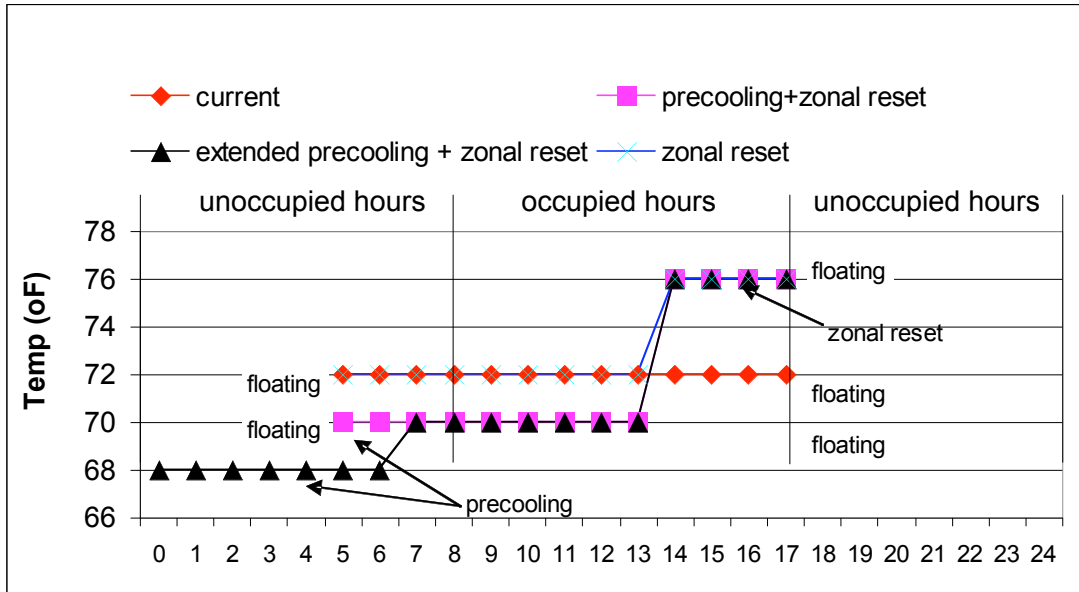 current
precooling+zonal reset
extended precooling + zonal reset
zonal reset
unoccupied hours
occupied hours
unoccupied hours
78
76
74
72
70
68
66
Temp (oF)
floating
zonal reset
floating
floating
floating
floating
precooling
0 1 2 3 4 5 6 7 8 9 10 11 12 13 14 15 16 17 18 19 20 21 22 23 24